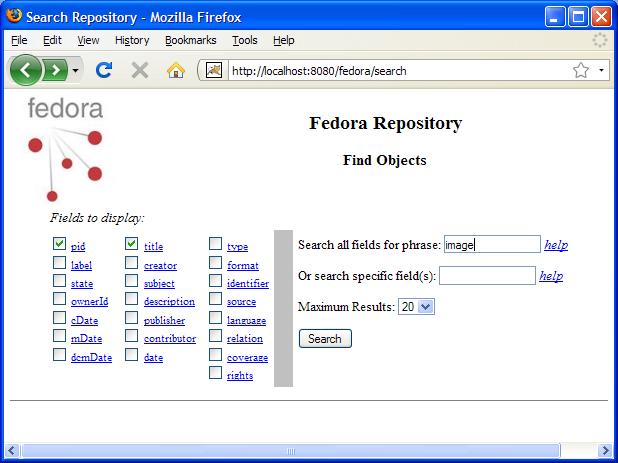 Search Repository - Mozilla Firefox
File Edit View History Bookmarks Tools Help
http://localhost:8080/fedora/search
fedora
Fedora Repository
Find Objects
Fields to display:
pid title type
label creator format
state subject identifier
ownerId description source
cDate publisher language
mDate contributor relation
dcmDate date coverage
rights
Search all fields for phrase: image help
Or search specific field(s): help
Maximum Results: 20
Search